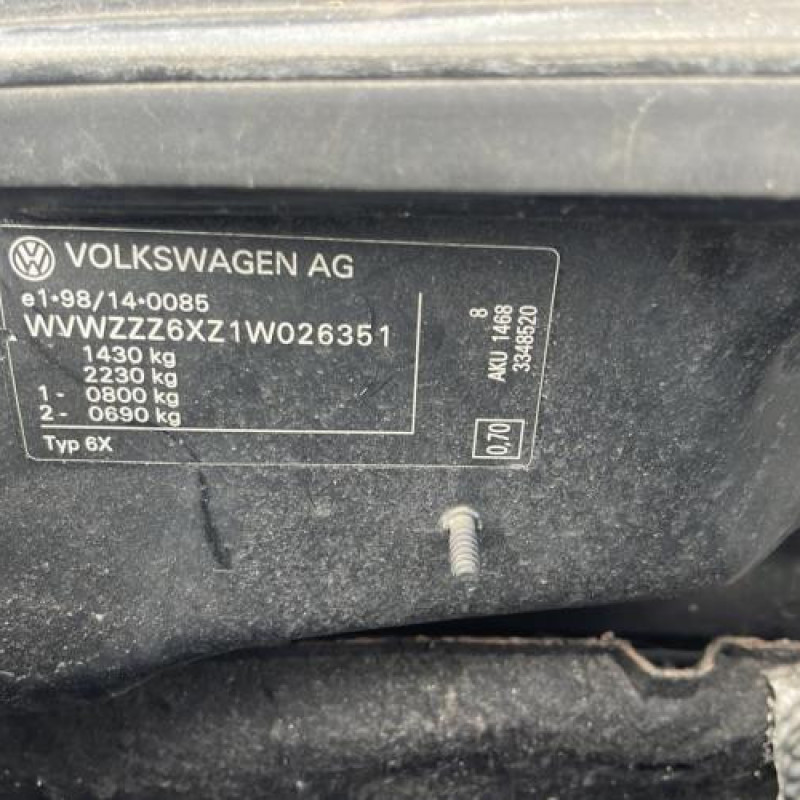 VOLKSWAGEN AG
e1*98/14*0085
WVWZZZ6XZ1W026351
1430 kg
2230 kg
1- 0800 kg
2- 0690 kg
Typ 6X
8
AKU 1468
3348520
0,70